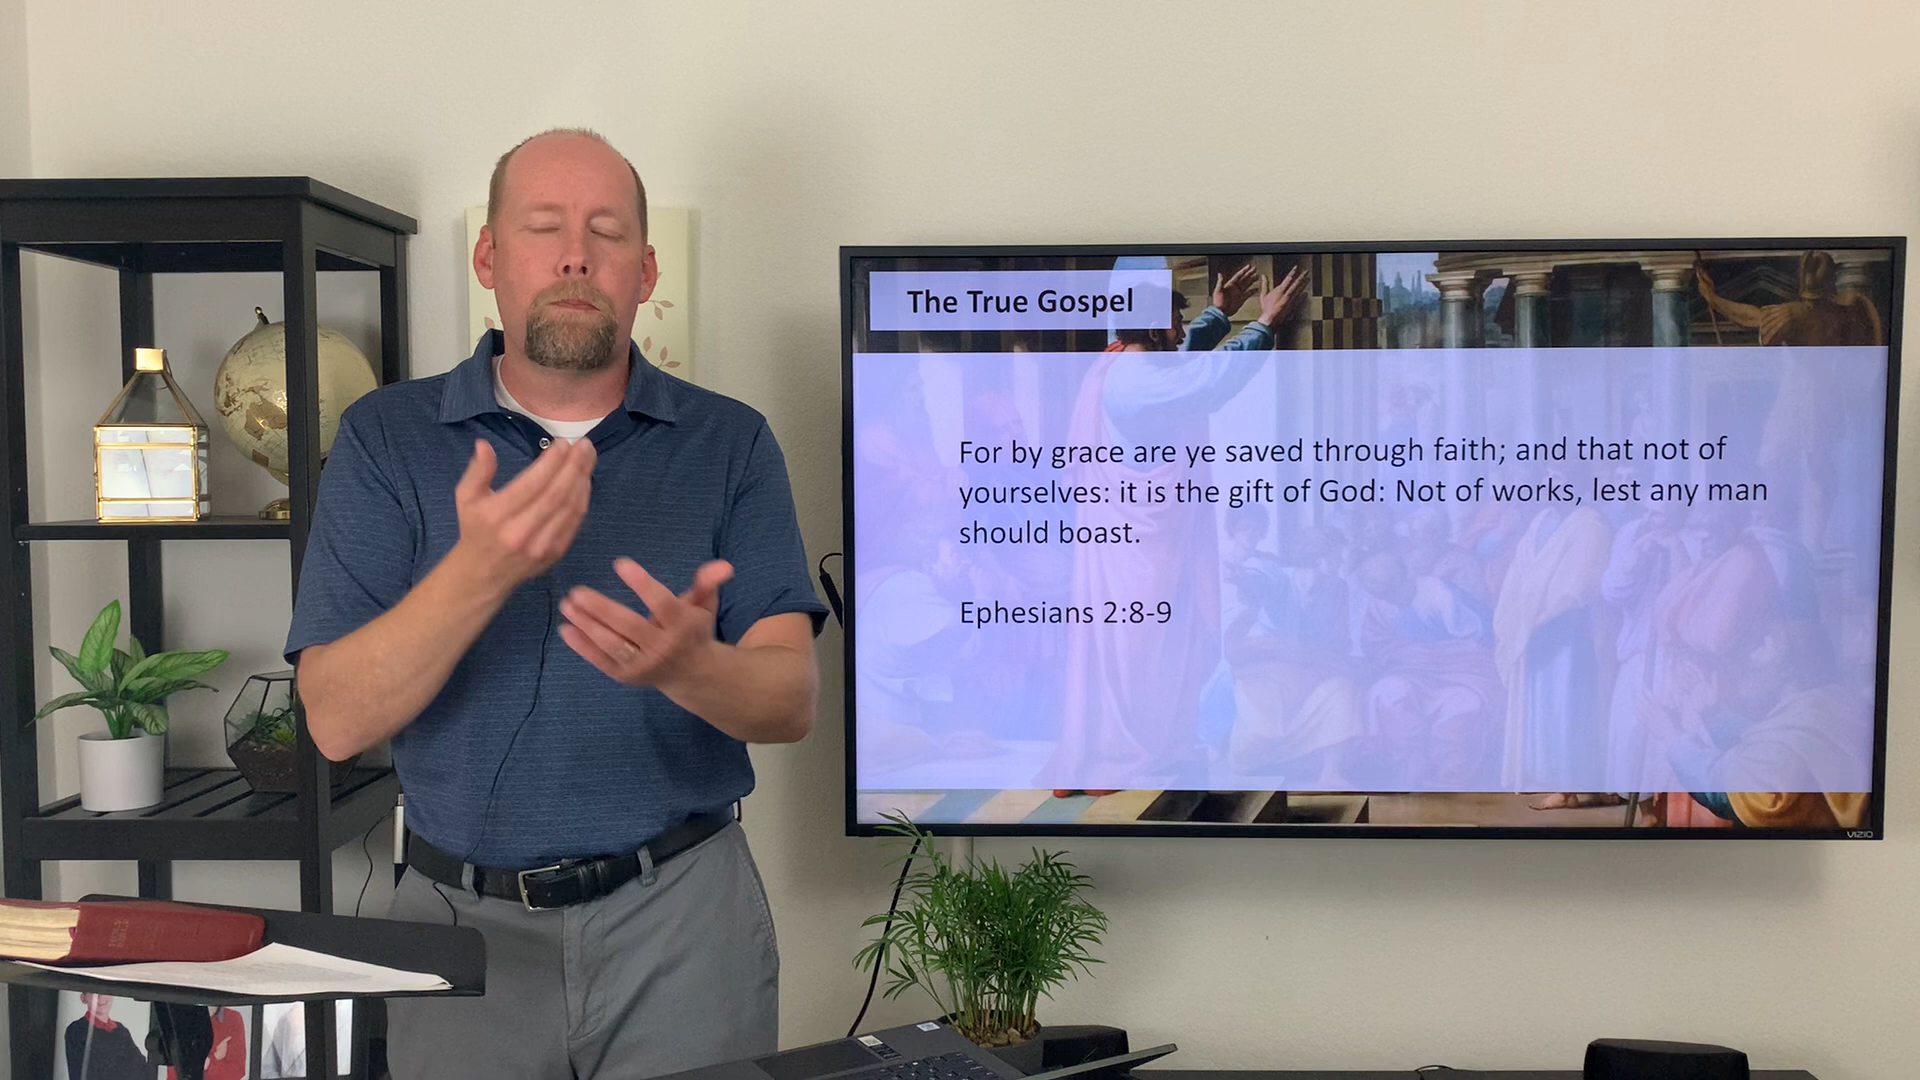 The True Gospel
For by grace are ye saved through faith; and that not of
yourselves: it is the gift of God: Not of works, lest any man
should boast.
Ephesians 2:8-9
VIZIO